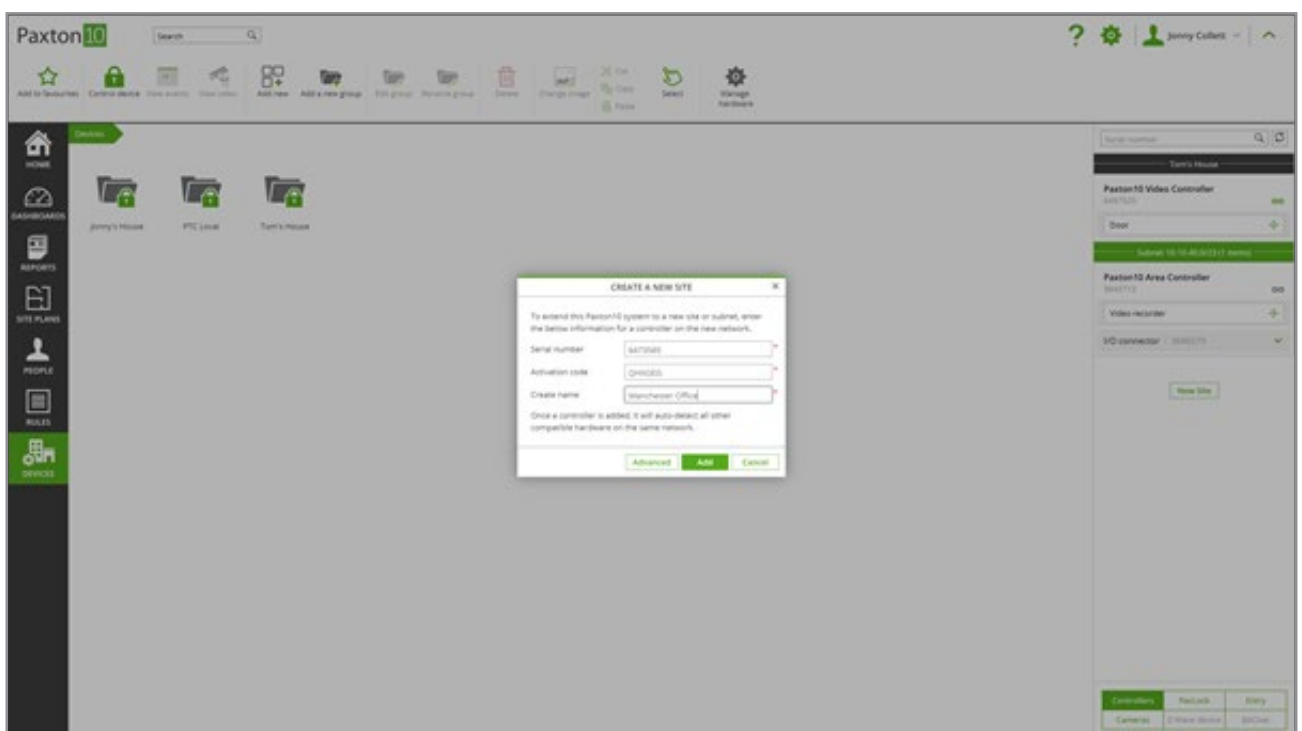 Paxton10
Search
Jonny Collett
Add to favourites
Control device
View events
View video
Add new
Add a new group
Edit group
Rename group
Delete
Change image
Cut
Copy
Paste
Select
Manage
hardware
HOME
DASHBOARDS
REPORTS
SITE PLANS
PEOPLE
RULES
DEVICES
Devices
Jonny's House
PTC Local
Tom's House
CREATE A NEW SITE
To extend this Paxton10 system to a new site or subnet, enter
the below information for a controller on the new network.
Serial number
Activation code
Create name
Manchester Office
Once a controller is added, it will auto-detect all other
compatible hardware on the same network.
Advanced
Add
Cancel
Serial number
Tom's House
Paxton10 Video Controller
Door
Paxton10 Area Controller
Video recorder
I/O connector
New Site
Controllers
PaxLock
Entry
Cameras
Z-Wave device